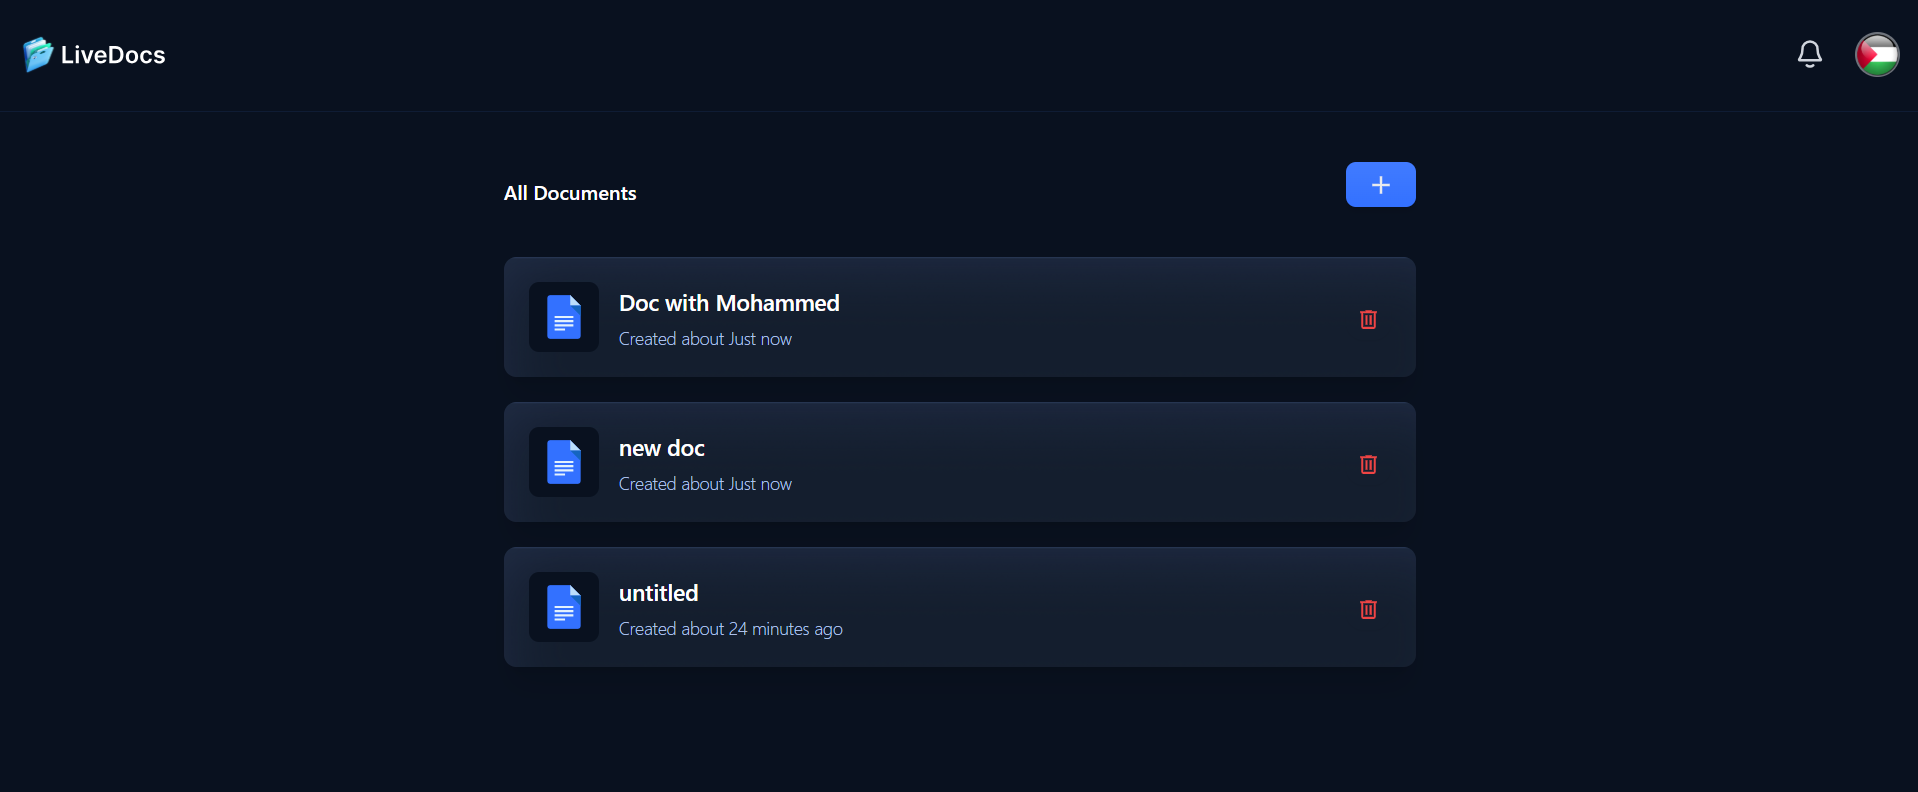 LiveDocs
All Documents
Doc with Mohammed
Created about Just now
new doc
Created about Just now
untitled
Created about 24 minutes ago